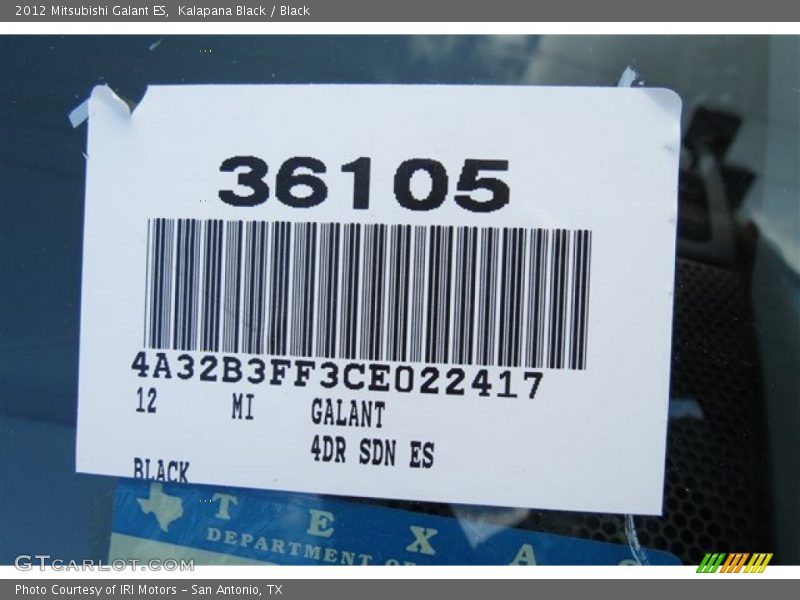 2012 Mitsubishi Galant ES, Kalapana Black / Black
36105
4A32B3FF3CE022417
12 MI GALANT
4DR SDN ES
BLACK
T E X A
DEPARTMENT
GTCARLOT.COM
Photo Courtesy of IRI Motors – San Antonio, TX